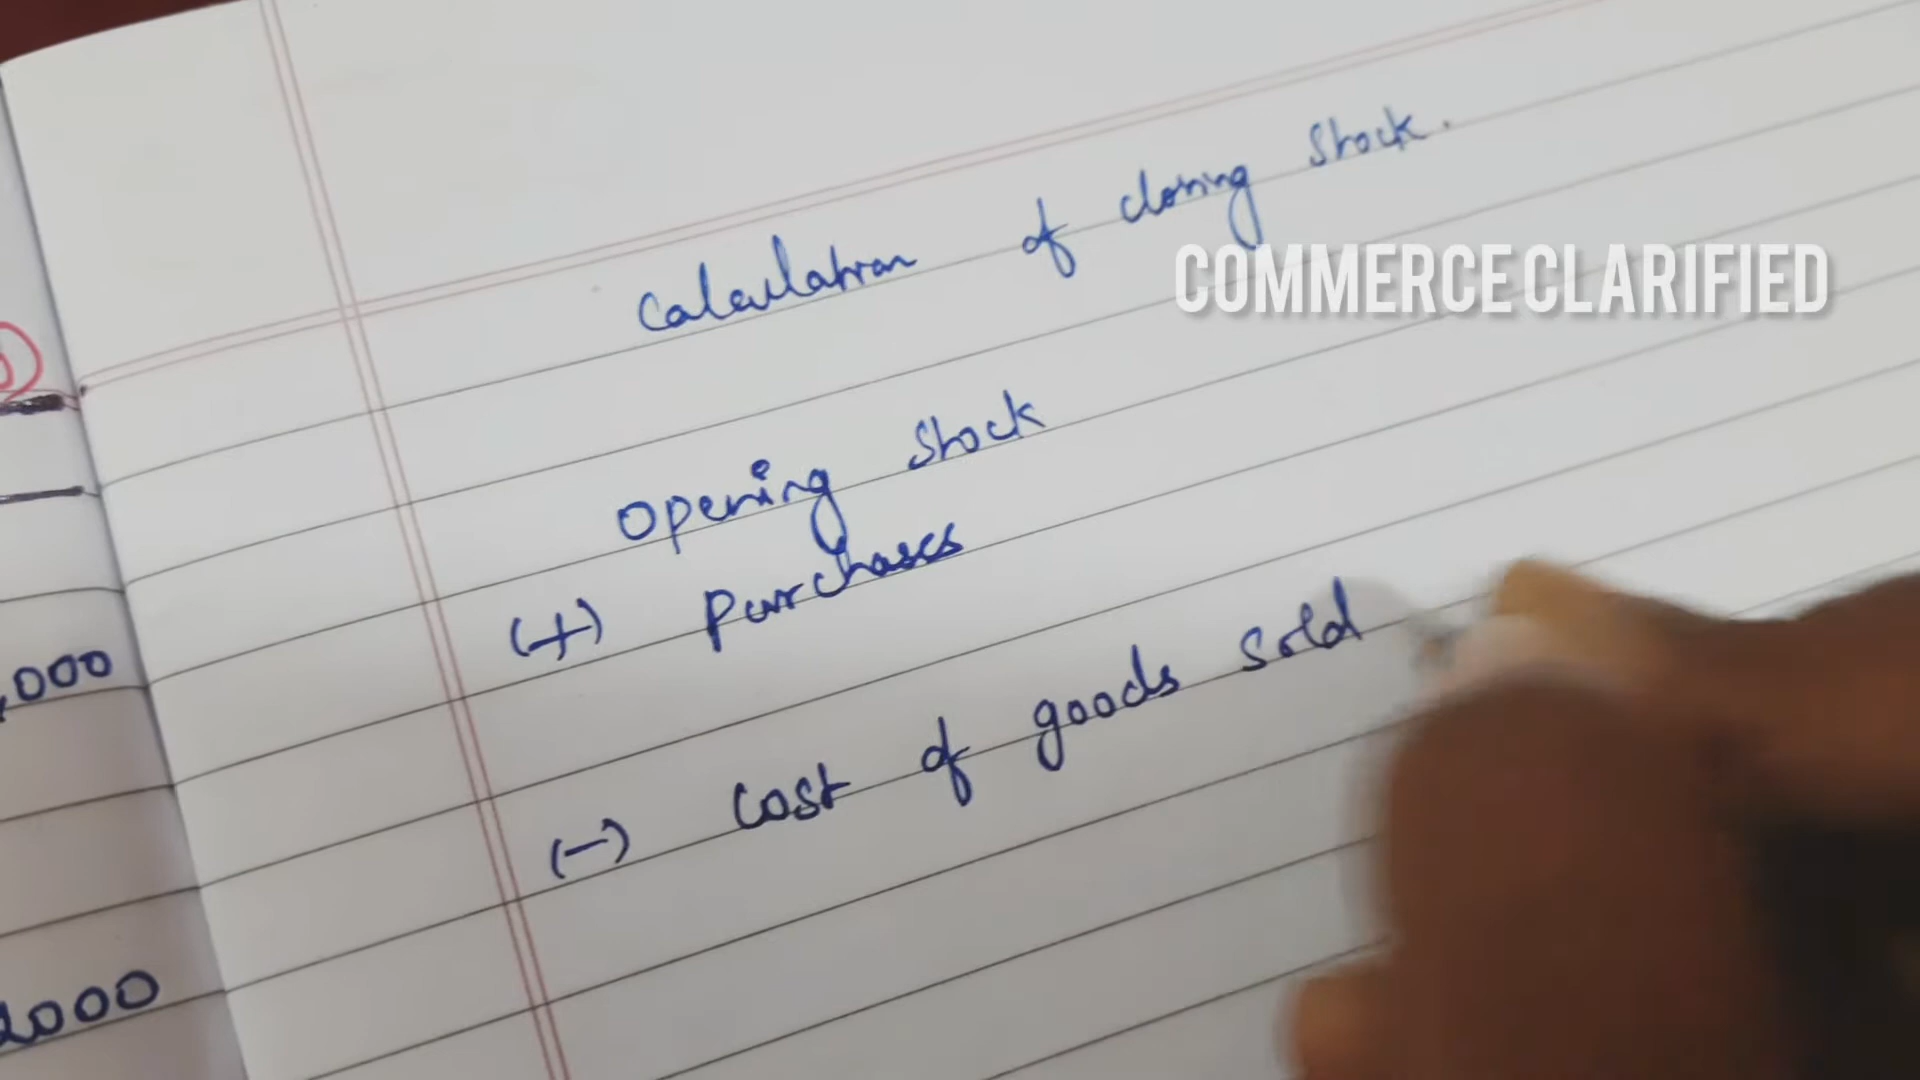 Calculation of closing stock.
COMMERCE CLARIFIED
Opening stock
(+) purchases
(-) Cost of goods sold
,000
2000